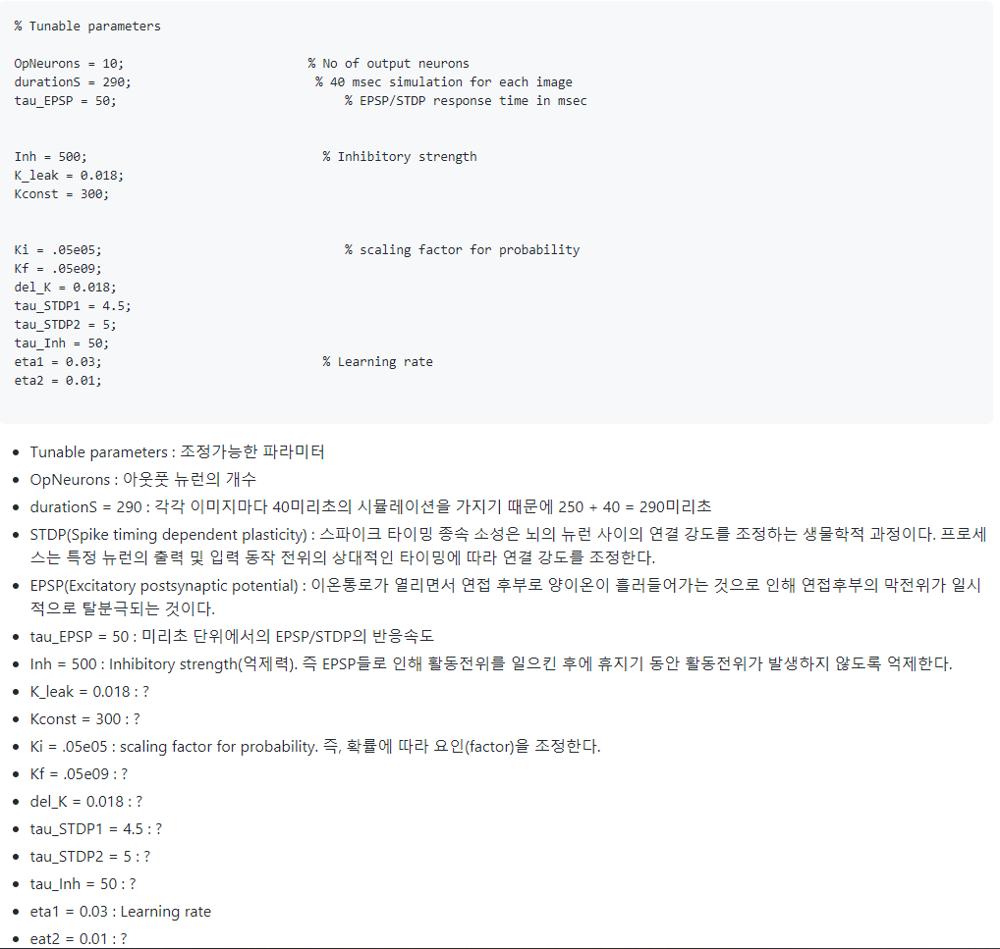 % Tunable parameters
OpNeurons = 10; % No of output neurons
durationS = 290; % 40 msec simulation for each image
tau_EPSP = 50; % EPSP/STDP response time in msec
Inh = 500; % Inhibitory strength
K_leak = 0.018;
Kconst = 300;
Ki = .05e05; % scaling factor for probability
Kf = .05e09;
del_K = 0.018;
tau_STDP1 = 4.5;
tau_STDP2 = 5;
tau_Inh = 50;
eta1 = 0.03; % Learning rate
eta2 = 0.01;
• Tunable parameters : 조정가능한 파라미터
• OpNeurons : 아웃풋 뉴런의 개수
• durationS = 290 : 각각 이미지마다 40미리초의 시뮬레이션을 가지기 때문에 250 + 40 = 290미리초
• STDP(Spike timing dependent plasticity) : 스파이크 타이밍 종속 소성은 뇌의 뉴런 사이의 연결 강도를 조정하는 생물학적 과정이다. 프로세
스는 특정 뉴런의 출력 및 입력 동작 전위의 상대적인 타이밍에 따라 연결 강도를 조정한다.
• EPSP(Excitatory postsynaptic potential) : 이온통로가 열리면서 연접 후부로 양이온이 흘러들어가는 것으로 인해 연접후부의 막전위가 일시
적으로 탈분극되는 것이다.
• tau_EPSP = 50 : 미리초 단위에서의 EPSP/STDP의 반응속도
• Inh = 500 : Inhibitory strength(억제력). 즉 EPSP들로 인해 활동전위를 일으킨 후에 휴지기 동안 활동전위가 발생하지 않도록 억제한다.
• K_leak = 0.018 : ?
• Kconst = 300 : ?
• Ki = .05e05 : scaling factor for probability. 즉, 확률에 따라 요인(factor)을 조정한다.
• Kf = .05e09 : ?
• del_K = 0.018 : ?
• tau_STDP1 = 4.5 : ?
• tau_STDP2 = 5 : ?
• tau_Inh = 50 : ?
• eta1 = 0.03 : Learning rate
• eat2 = 0.01 : ?